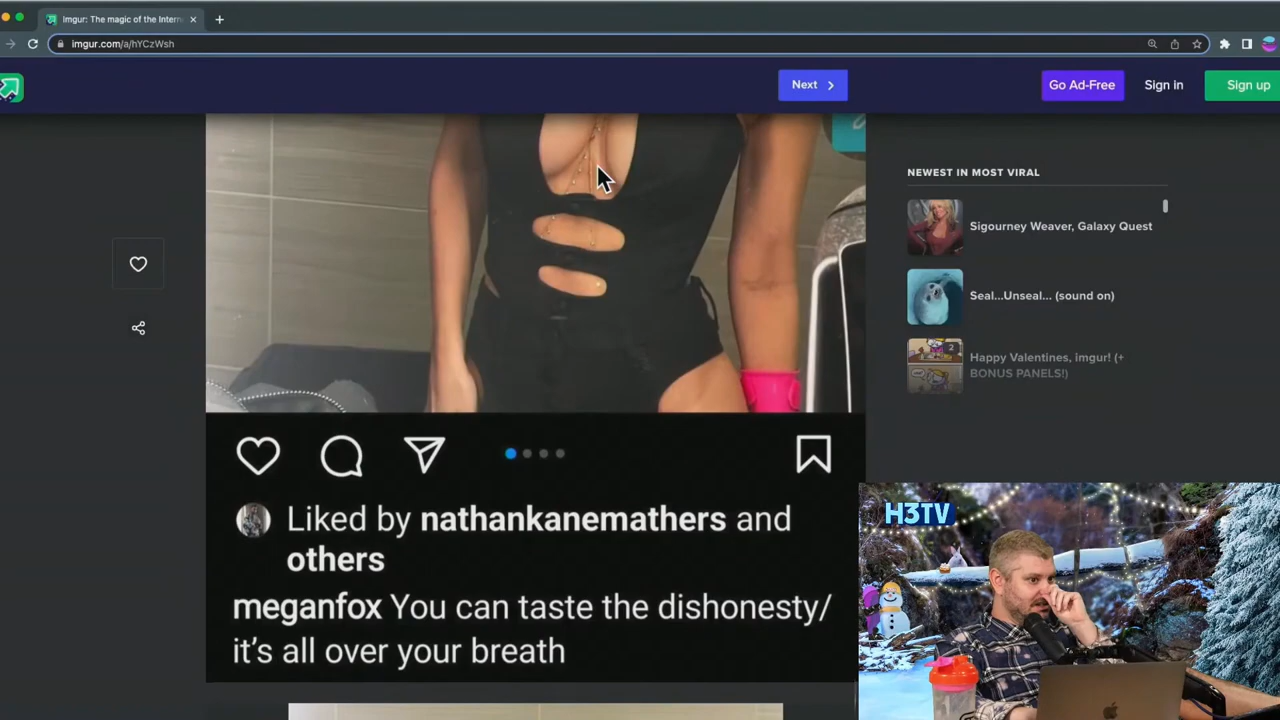 Imgur: The magic of the Intern
imgur.com/a/hYCzWsh
Next
Go Ad-Free
Sign in
Sign up
NEWEST IN MOST VIRAL
Sigourney Weaver, Galaxy Quest
Seal...Unseal... (sound on)
2
Happy Valentines, imgur! (+
BONUS PANELS!)
Liked by nathankanemathers and
others
meganfox You can taste the dishonesty/
it's all over your breath
H3TV